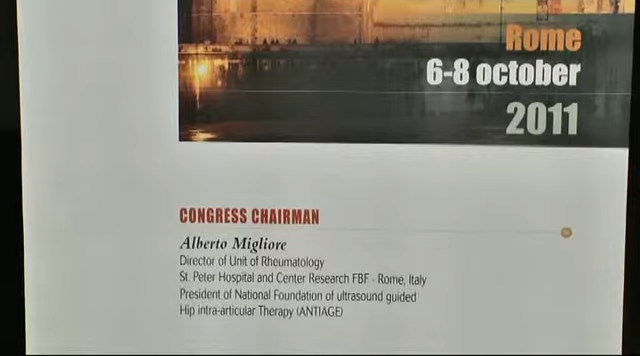 Rome
6-8 october
2011
CONGRESS CHAIRMAN
Alberto Migliore
Director of Unit of Rheumatology
St. Peter Hospital and Center Research FBF - Rome, Italy
President of National Foundation of ultrasound guided
Hip intra-articular Therapy (ANTIAGE)